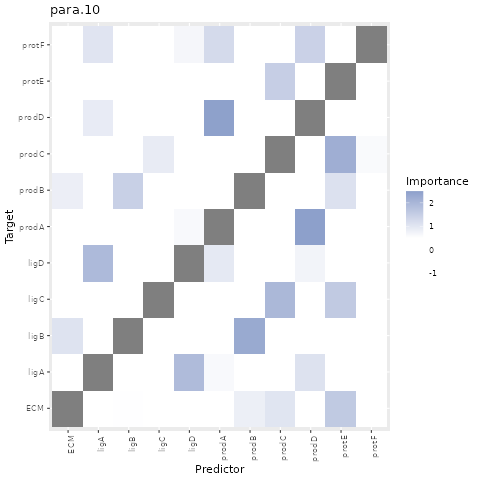 para.10
protF
protE
prodD
prodC
prodB
prodA
ligD
ligC
ligB
ligA
ECM
Target
ECM
ligA
ligB
ligC
ligD
prodA
prodB
prodC
prodD
protE
protF
Predictor
Importance
2
1
0
-1